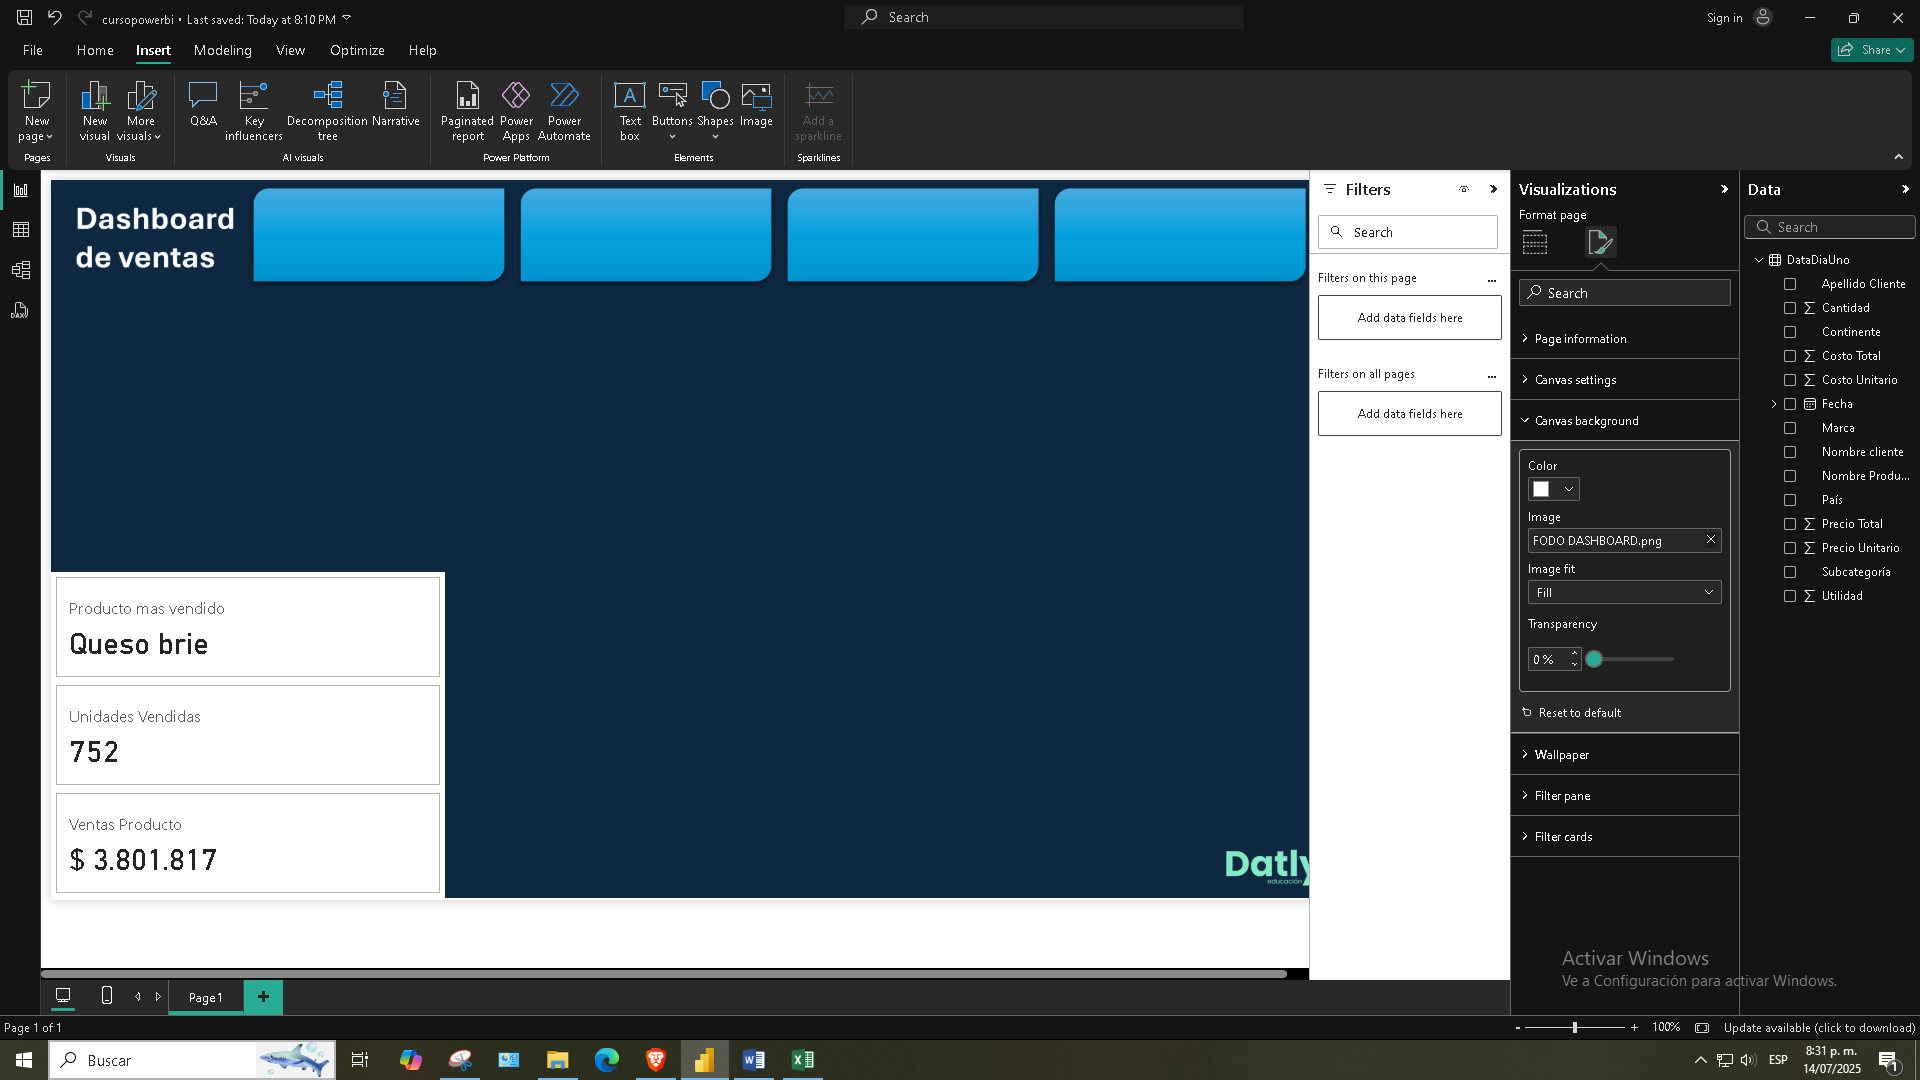 cursopowerbi • Last saved: Today at 8:10 PM
Search
Sign in
File
Home
Insert
Modeling
View
Optimize
Help
Share
New page
New visual
More visuals
Q&A
Key influencers
Decomposition tree
Narrative
Paginated report
Power Apps
Power Automate
Text box
Buttons
Shapes
Image
Add a sparkline
Pages
Visuals
AI visuals
Power Platform
Elements
Sparklines
DAX
Dashboard
de ventas
Producto mas vendido
Queso brie
Unidades Vendidas
752
Ventas Producto
$ 3.801.817
Datly
educación
Filters
Search
Filters on this page
...
Add data fields here
Filters on all pages
...
Add data fields here
Visualizations
Format page
Search
Page information
Canvas settings
Canvas background
Color
Image
FODO DASHBOARD.png
Image fit
Fill
Transparency
0 %
Reset to default
Wallpaper
Filter pane
Filter cards
Data
Search
DataDiaUno
Apellido Cliente
Cantidad
Continente
Costo Total
Costo Unitario
Fecha
Marca
Nombre cliente
Nombre Produ...
País
Precio Total
Precio Unitario
Subcategoría
Utilidad
Activar Windows
Ve a Configuración para activar Windows.
Page 1
+
Page 1 of 1
- + 100%
Update available (click to download)
Buscar
ESP
8:31 p. m.
14/07/2025
1